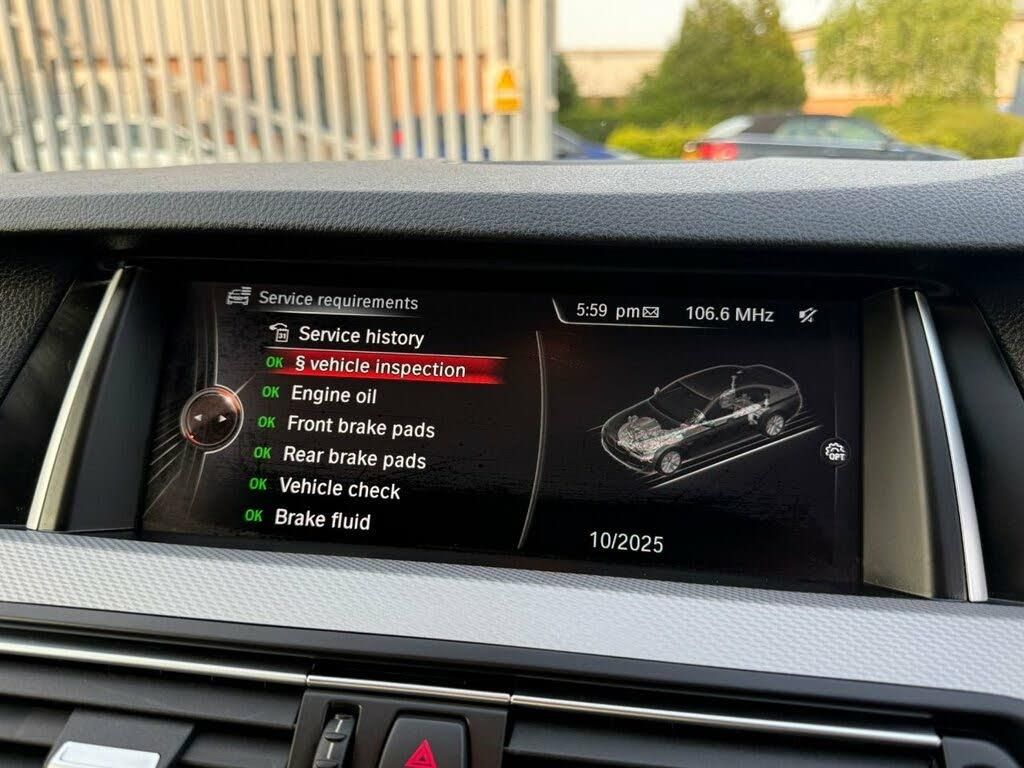 Service requirements
5:59 pm 106.6 MHz
31 Service history
OK § vehicle inspection
OK Engine oil
OK Front brake pads
OK Rear brake pads
OK Vehicle check
OK Brake fluid
OPT
10/2025